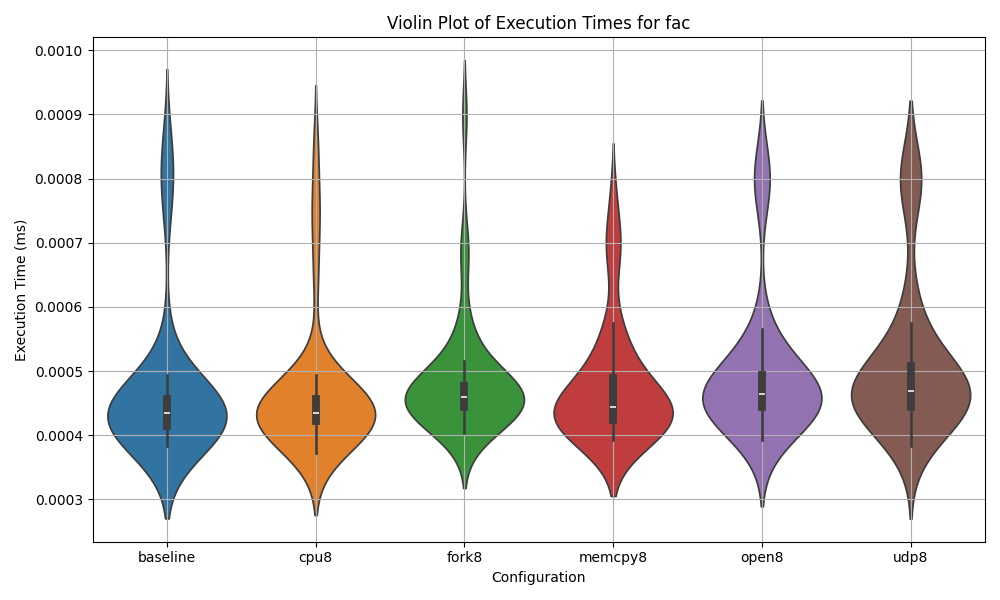 Violin Plot of Execution Times for fac
Execution Time (ms)
0.0010
0.0009
0.0008
0.0007
0.0006
0.0005
0.0004
0.0003
baseline cpu8 fork8 memcpy8 open8 udp8
Configuration